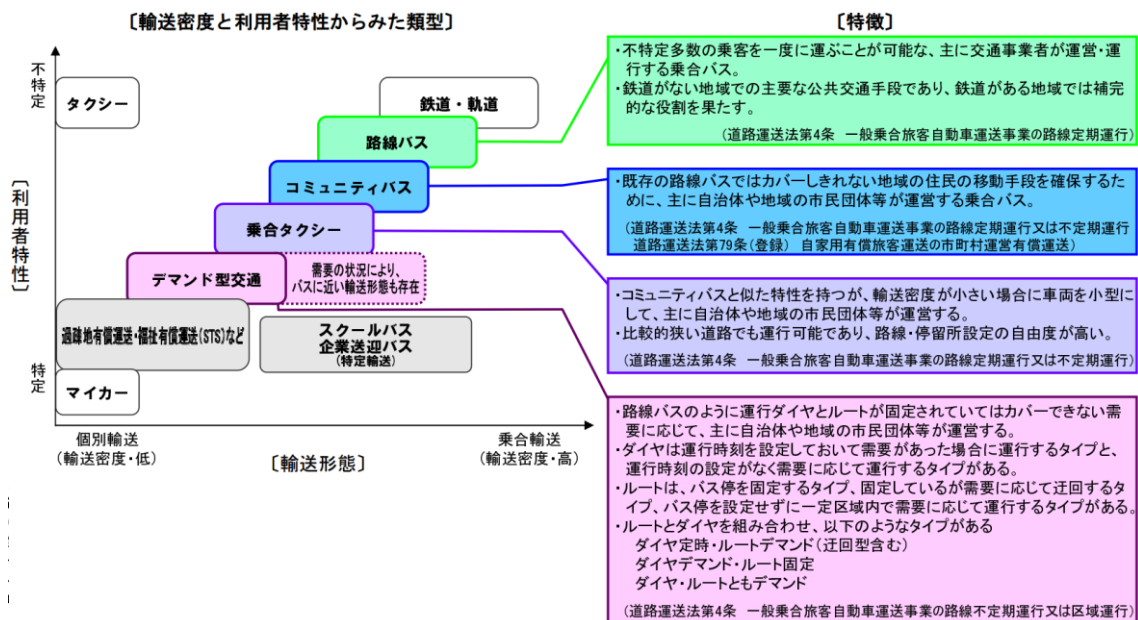 〔輸送密度と利用者特性からみた類型〕
不特定
特定
〔利用者特性〕
タクシー
鉄道・軌道
路線バス
コミュニティバス
乗合タクシー
デマンド型交通
需要の状況により、
バスに近い輸送形態も存在
過疎地有償運送・福祉有償運送(STS)など
スクールバス
企業送迎バス
(特定輸送)
マイカー
個別輸送
(輸送密度・低)
〔輸送形態〕
乗合輸送
(輸送密度・高)
〔特徴〕
・不特定多数の乗客を一度に運ぶことが可能な、主に交通事業者が運営・運
行する乗合バス。
・鉄道がない地域での主要な公共交通手段であり、鉄道がある地域では補完
的な役割を果たす。
(道路運送法第4条 一般乗合旅客自動車運送事業の路線定期運行)
・既存の路線バスではカバーしきれない地域の住民の移動手段を確保するた
めに、主に自治体や地域の市民団体等が運営する乗合バス。
(道路運送法第4条 一般乗合旅客自動車運送事業の路線定期運行又は不定期運行
道路運送法第79条(登録) 自家用有償旅客運送の市町村運営有償運送)
・コミュニティバスと似た特性を持つが、輸送密度が小さい場合に車両を小型に
して、主に自治体や地域の市民団体等が運営する。
・比較的狭い道路でも運行可能であり、路線・停留所設定の自由度が高い。
(道路運送法第4条 一般乗合旅客自動車運送事業の路線定期運行又は不定期運行)
・路線バスのように運行ダイヤとルートが固定されていてはカバーできない需
要に応じて、主に自治体や地域の市民団体等が運営する。
・ダイヤは運行時刻を設定しておいて需要があった場合に運行するタイプと、
運行時刻の設定がなく需要に応じて運行するタイプがある。
・ルートは、バス停を固定するタイプ、固定しているが需要に応じて迂回するタ
イプ、バス停を設定せずに一定区域内で需要に応じて運行するタイプがある。
・ルートとダイヤを組み合わせ、以下のようなタイプがある
ダイヤ定時・ルートデマンド(迂回型含む)
ダイヤデマンド・ルート固定
ダイヤ・ルートともデマンド
(道路運送法第4条 一般乗合旅客自動車運送事業の路線不定期運行又は区域運行)